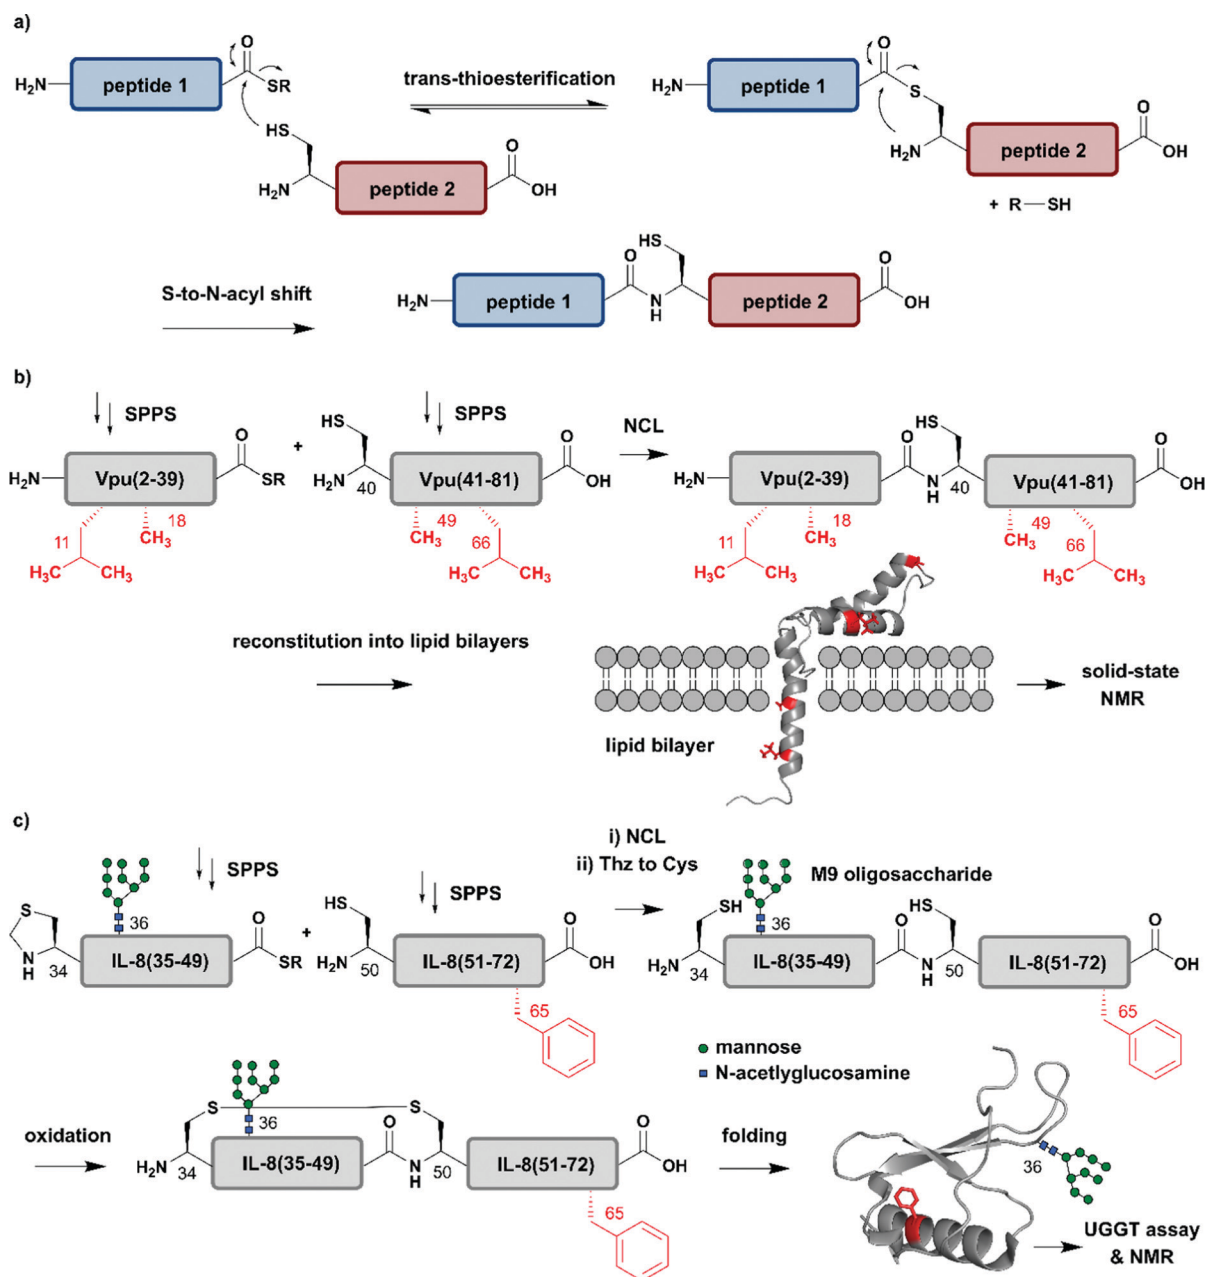 a)
H₂N
peptide 1
O
SR
trans-thioesterification
HS
H₂N
peptide 2
O
OH
H₂N
peptide 1
O
S
H₂N
peptide 2
O
OH
+ R—SH
S-to-N-acyl shift
H₂N
peptide 1
O
N
H
HS
peptide 2
O
OH
b)
SPPS
H₂N
Vpu(2-39)
O
SR
11
18
CH₃
H₃C
CH₃
+
HS
H₂N
40
SPPS
Vpu(41-81)
O
OH
49
CH₃
66
H₃C
CH₃
NCL
H₂N
Vpu(2-39)
O
N
H
HS
40
Vpu(41-81)
O
OH
11
18
CH₃
H₃C
CH₃
49
CH₃
66
H₃C
CH₃
reconstitution into lipid bilayers
lipid bilayer
solid-state
NMR
c)
SPPS
S
N
H
34
36
IL-8(35-49)
O
SR
+
HS
H₂N
50
SPPS
IL-8(51-72)
O
OH
65
i) NCL
ii) Thz to Cys
M9 oligosaccharide
SH
H₂N
34
36
IL-8(35-49)
O
N
H
HS
50
IL-8(51-72)
O
OH
65
mannose
N-acetlyglucosamine
oxidation
S
S
H₂N
34
36
IL-8(35-49)
O
N
H
50
IL-8(51-72)
O
OH
65
folding
36
UGGT assay
& NMR